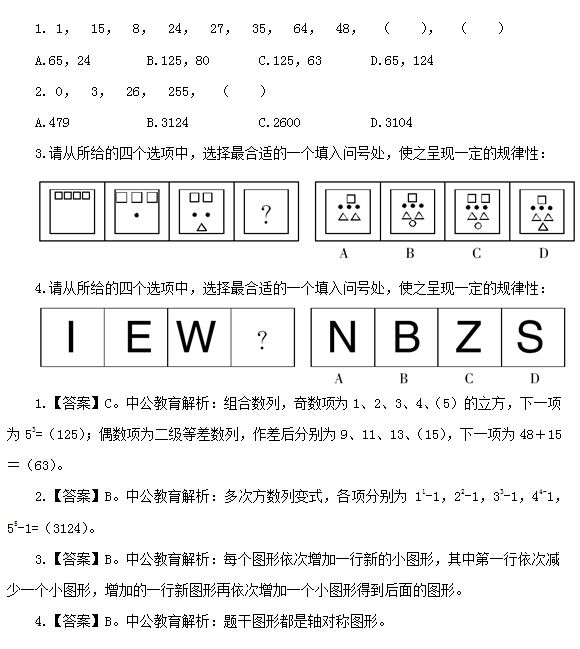 1. 1， 15， 8， 24， 27， 35， 64， 48，（ ），（ ）
A.65，24 B.125，80 C.125，63 D.65，124
2. 0， 3， 26， 255，（ ）
A.479 B.3124 C.2600 D.3104
3.请从所给的四个选项中，选择最合适的一个填入问号处，使之呈现一定的规律性：
?
A B C D
4.请从所给的四个选项中，选择最合适的一个填入问号处，使之呈现一定的规律性：
I E W ? N B Z S
A B C D
1.【答案】C。中公教育解析：组合数列，奇数项为 1、2、3、4、（5）的立方，下一项
为 5³=（125）；偶数项为二级等差数列，作差后分别为 9、11、13、（15），下一项为 48＋15
＝（63）。
2.【答案】B。中公教育解析：多次方数列变式，各项分别为 1¹-1，2²-1，3³-1，4⁴-1，
5⁵-1=（3124）。
3.【答案】B。中公教育解析：每个图形依次增加一行新的小图形，其中第一行依次减
少一个小图形，增加的一行新图形再依次增加一个小图形得到后面的图形。
4.【答案】B。中公教育解析：题干图形都是轴对称图形。